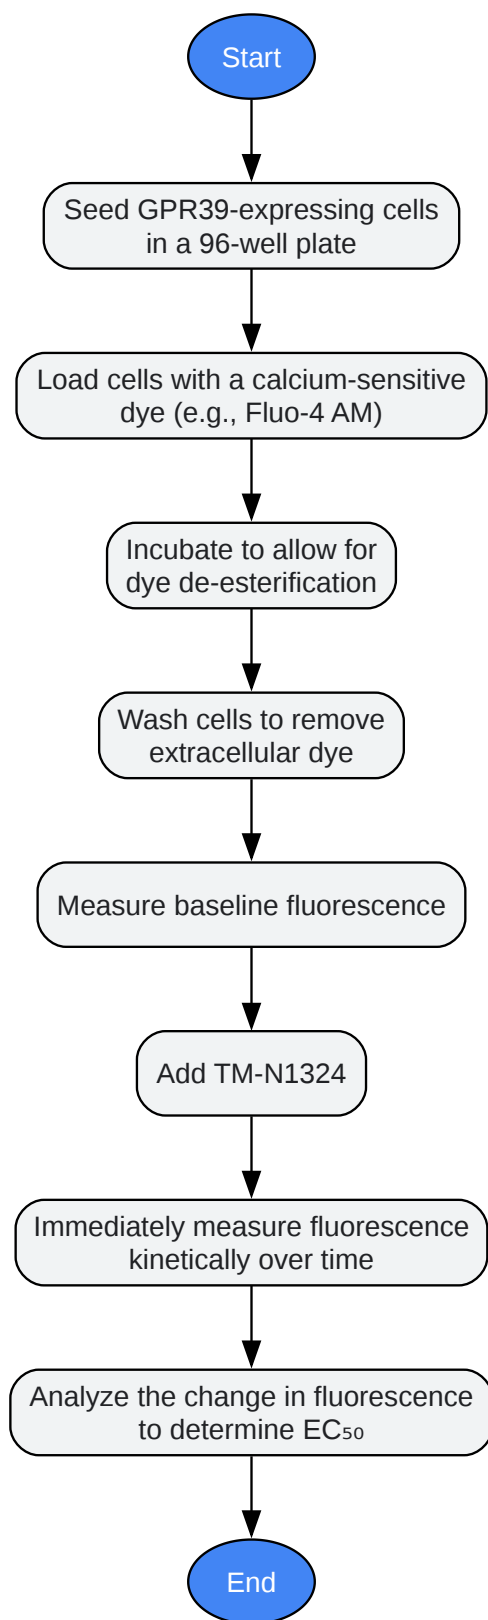 Start
Seed GPR39-expressing cells
in a 96-well plate
Load cells with a calcium-sensitive
dye (e.g., Fluo-4 AM)
Incubate to allow for
dye de-esterification
Wash cells to remove
extracellular dye
Measure baseline fluorescence
Add TM-N1324
Immediately measure fluorescence
kinetically over time
Analyze the change in fluorescence
to determine EC₅₀
End